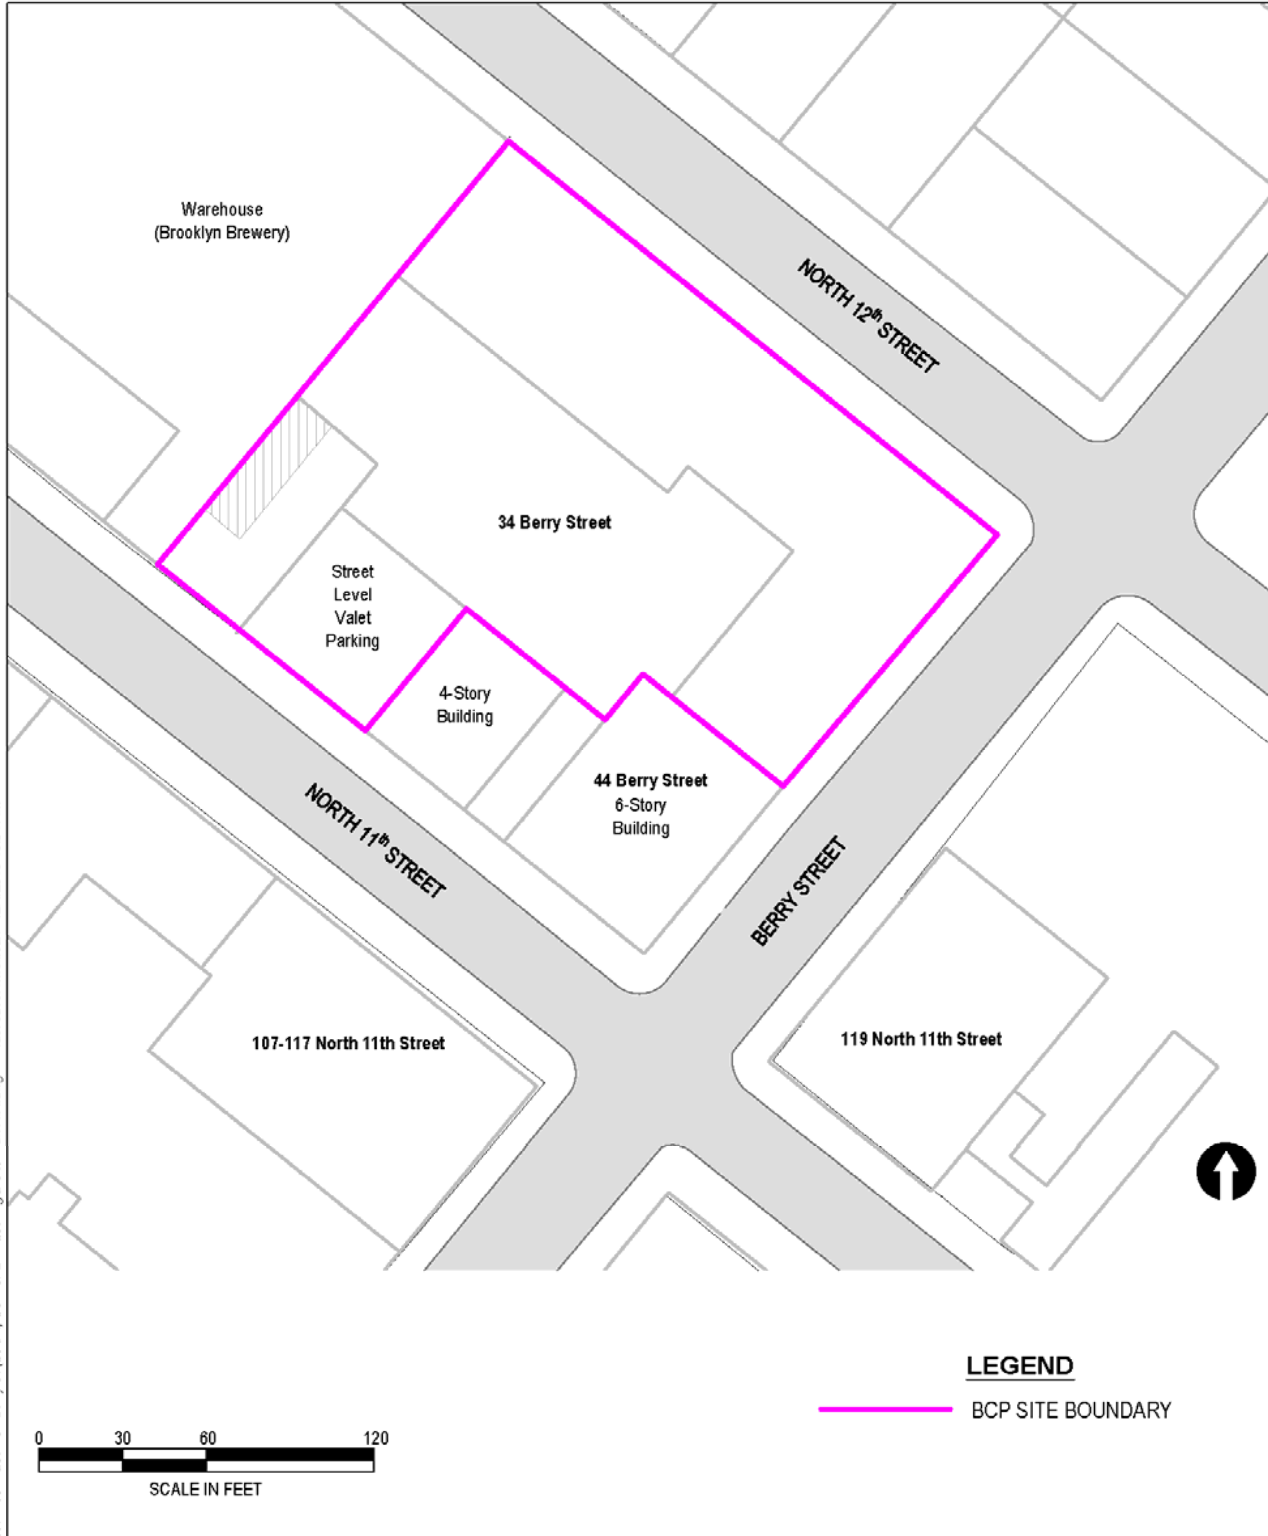 Warehouse
(Brooklyn Brewery)
NORTH 12th STREET
34 Berry Street
Street
Level
Valet
Parking
4-Story
Building
44 Berry Street
6-Story
Building
NORTH 11th STREET
BERRY STREET
107-117 North 11th Street
119 North 11th Street
LEGEND
BCP SITE BOUNDARY
0 30 60 120
SCALE IN FEET